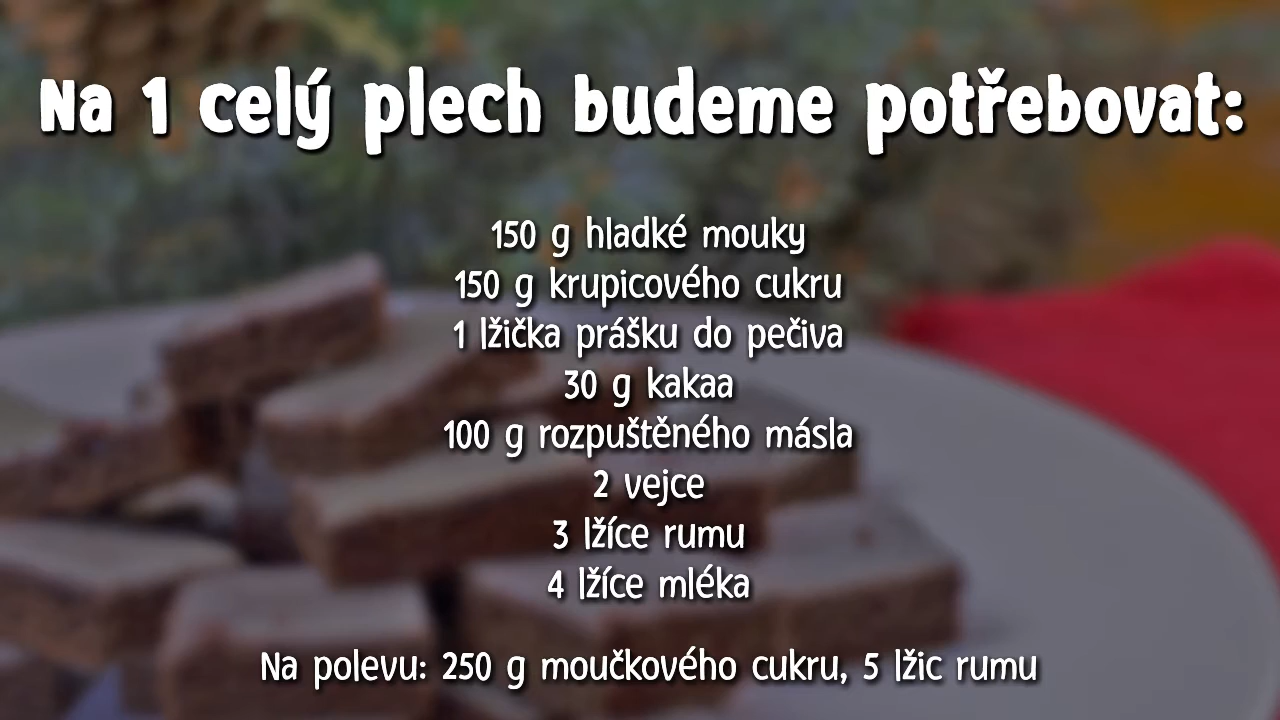 Na 1 celý plech budeme potřebovat:
150 g hladké mouky
150 g krupicového cukru
1 lžička prášku do pečiva
30 g kakaa
100 g rozpuštěného másla
2 vejce
3 lžíce rumu
4 lžíce mléka
Na polevu: 250 g moučkového cukru, 5 lžic rumu